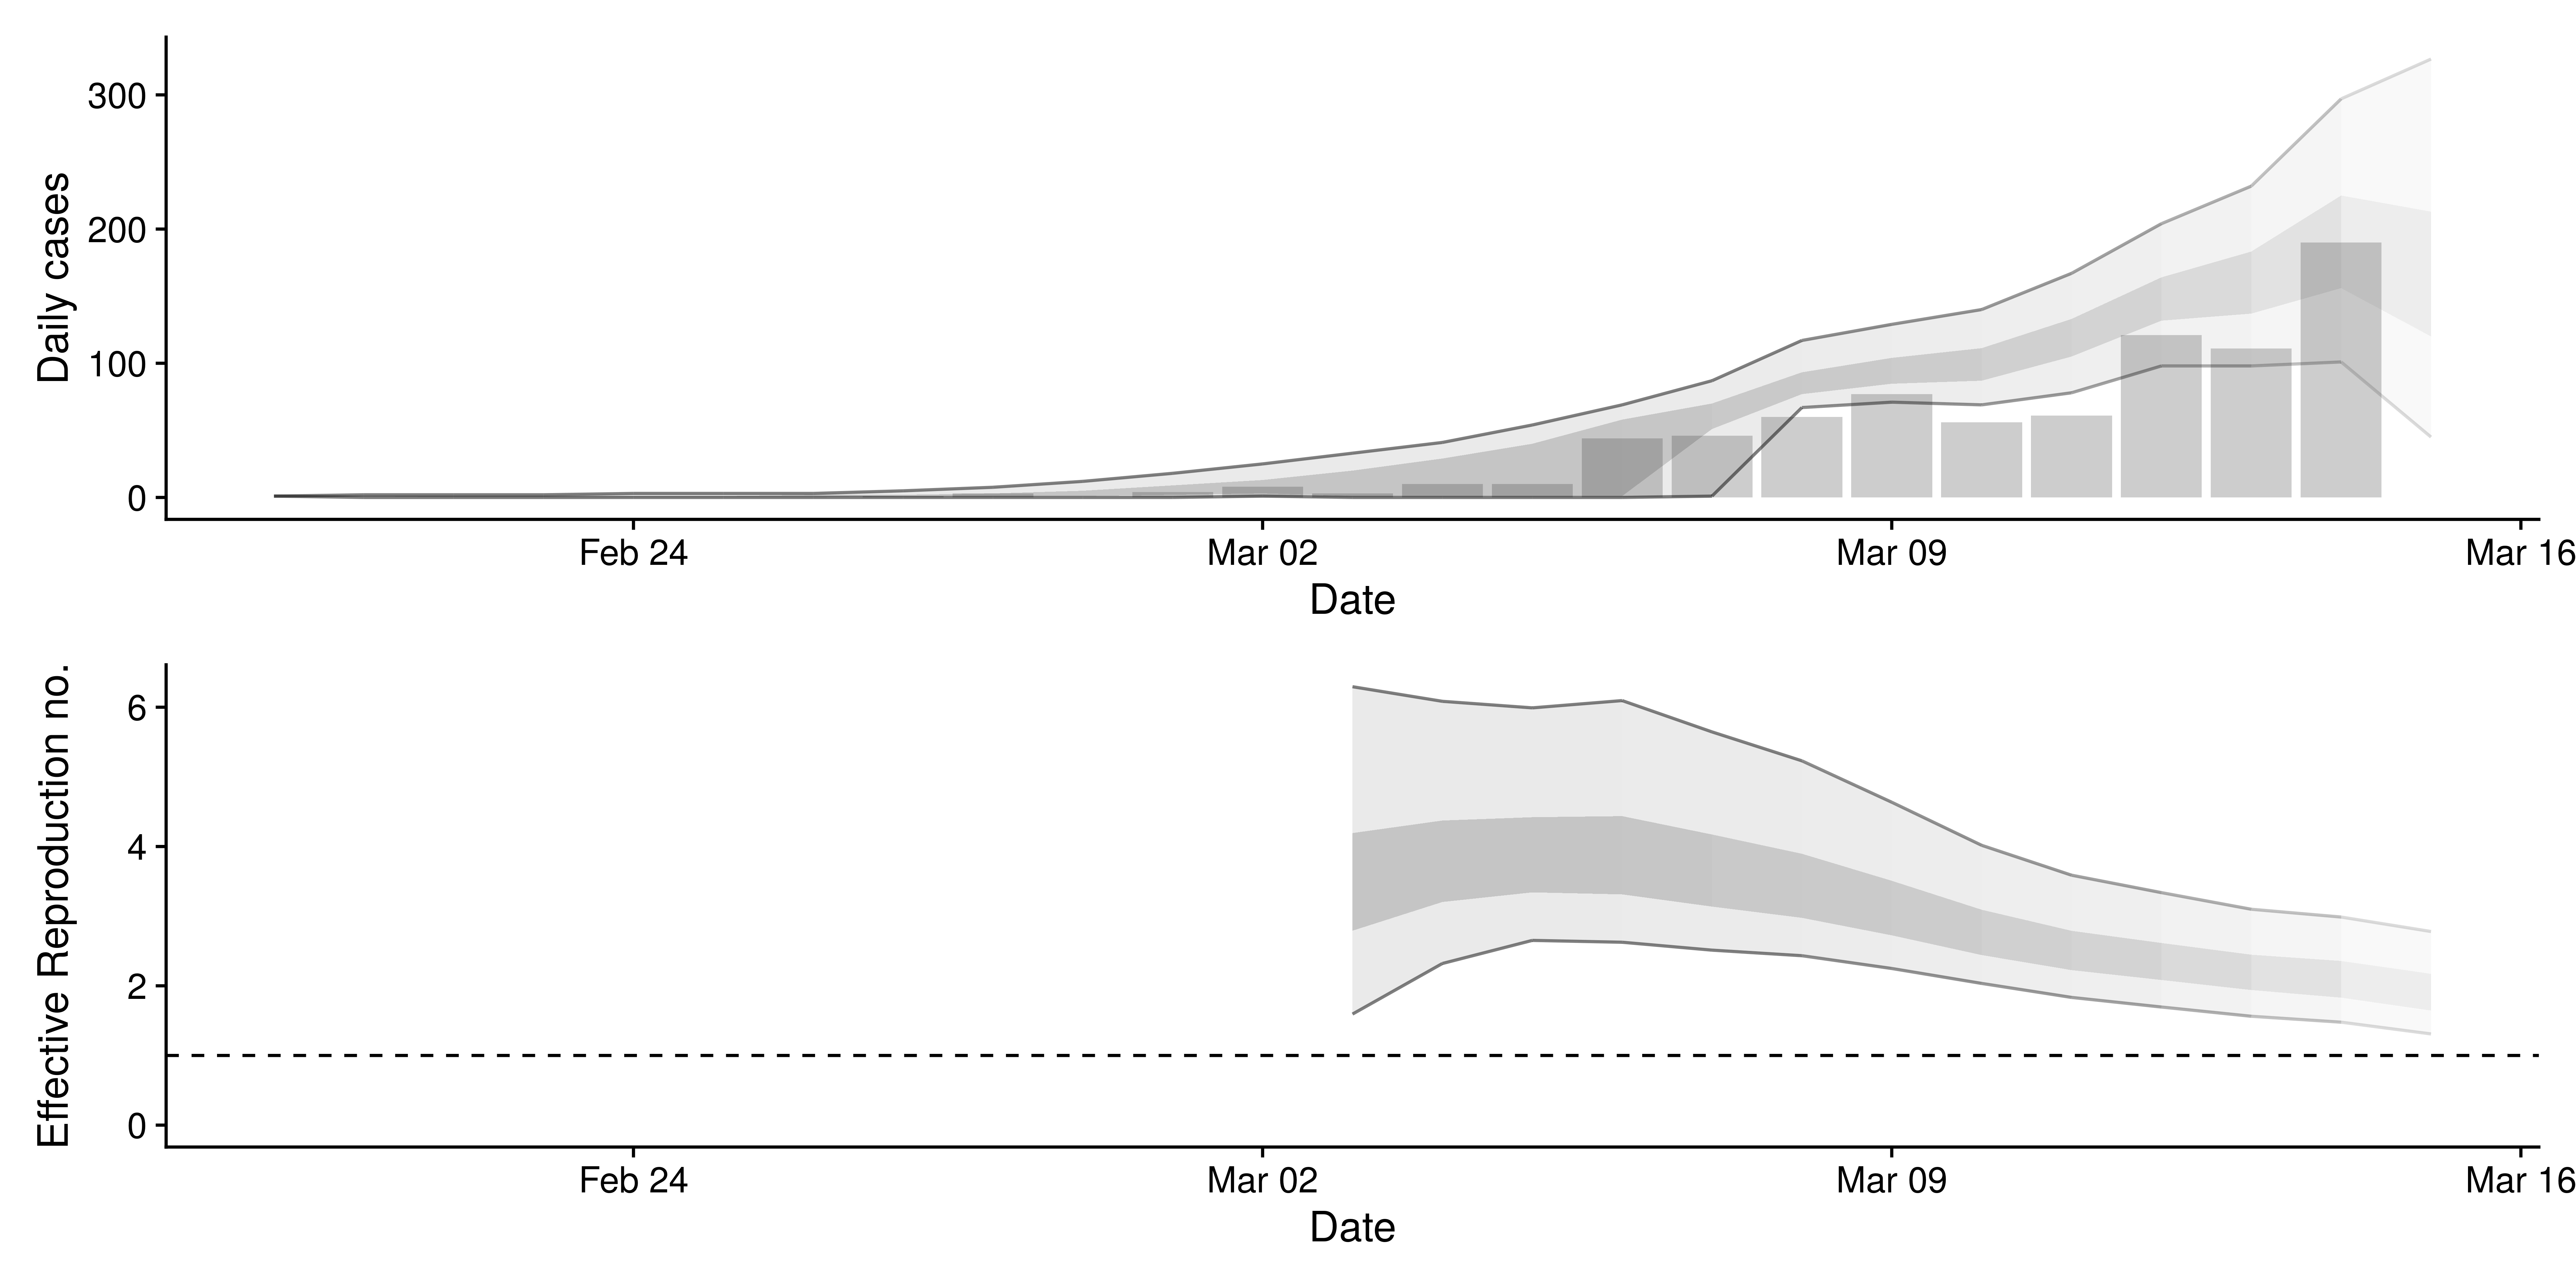 Daily cases
300
200
100
0
Feb 24 Mar 02 Mar 09 Mar 16
Date
Effective Reproduction no.
6
4
2
0
Feb 24 Mar 02 Mar 09 Mar 16
Date